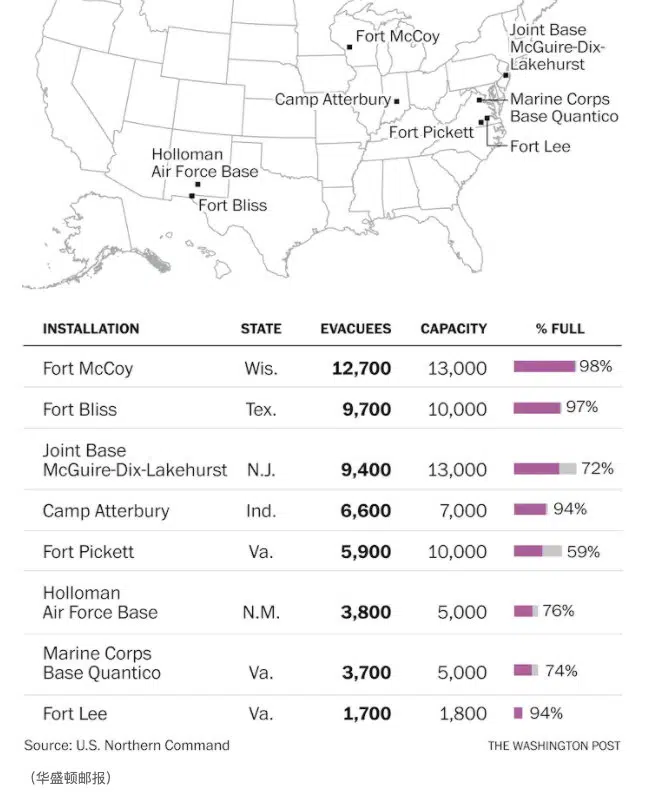 Fort McCoy
Joint Base
McGuire-Dix-
Lakehurst
Camp Atterbury
Marine Corps
Base Quantico
Fort Pickett
Fort Lee
Holloman
Air Force Base
Fort Bliss
INSTALLATION STATE EVACUEES CAPACITY % FULL
Fort McCoy Wis. 12,700 13,000 98%
Fort Bliss Tex. 9,700 10,000 97%
Joint Base
McGuire-Dix-Lakehurst N.J. 9,400 13,000 72%
Camp Atterbury Ind. 6,600 7,000 94%
Fort Pickett Va. 5,900 10,000 59%
Holloman
Air Force Base N.M. 3,800 5,000 76%
Marine Corps
Base Quantico Va. 3,700 5,000 74%
Fort Lee Va. 1,700 1,800 94%
Source: U.S. Northern Command THE WASHINGTON POST
（华盛顿邮报）